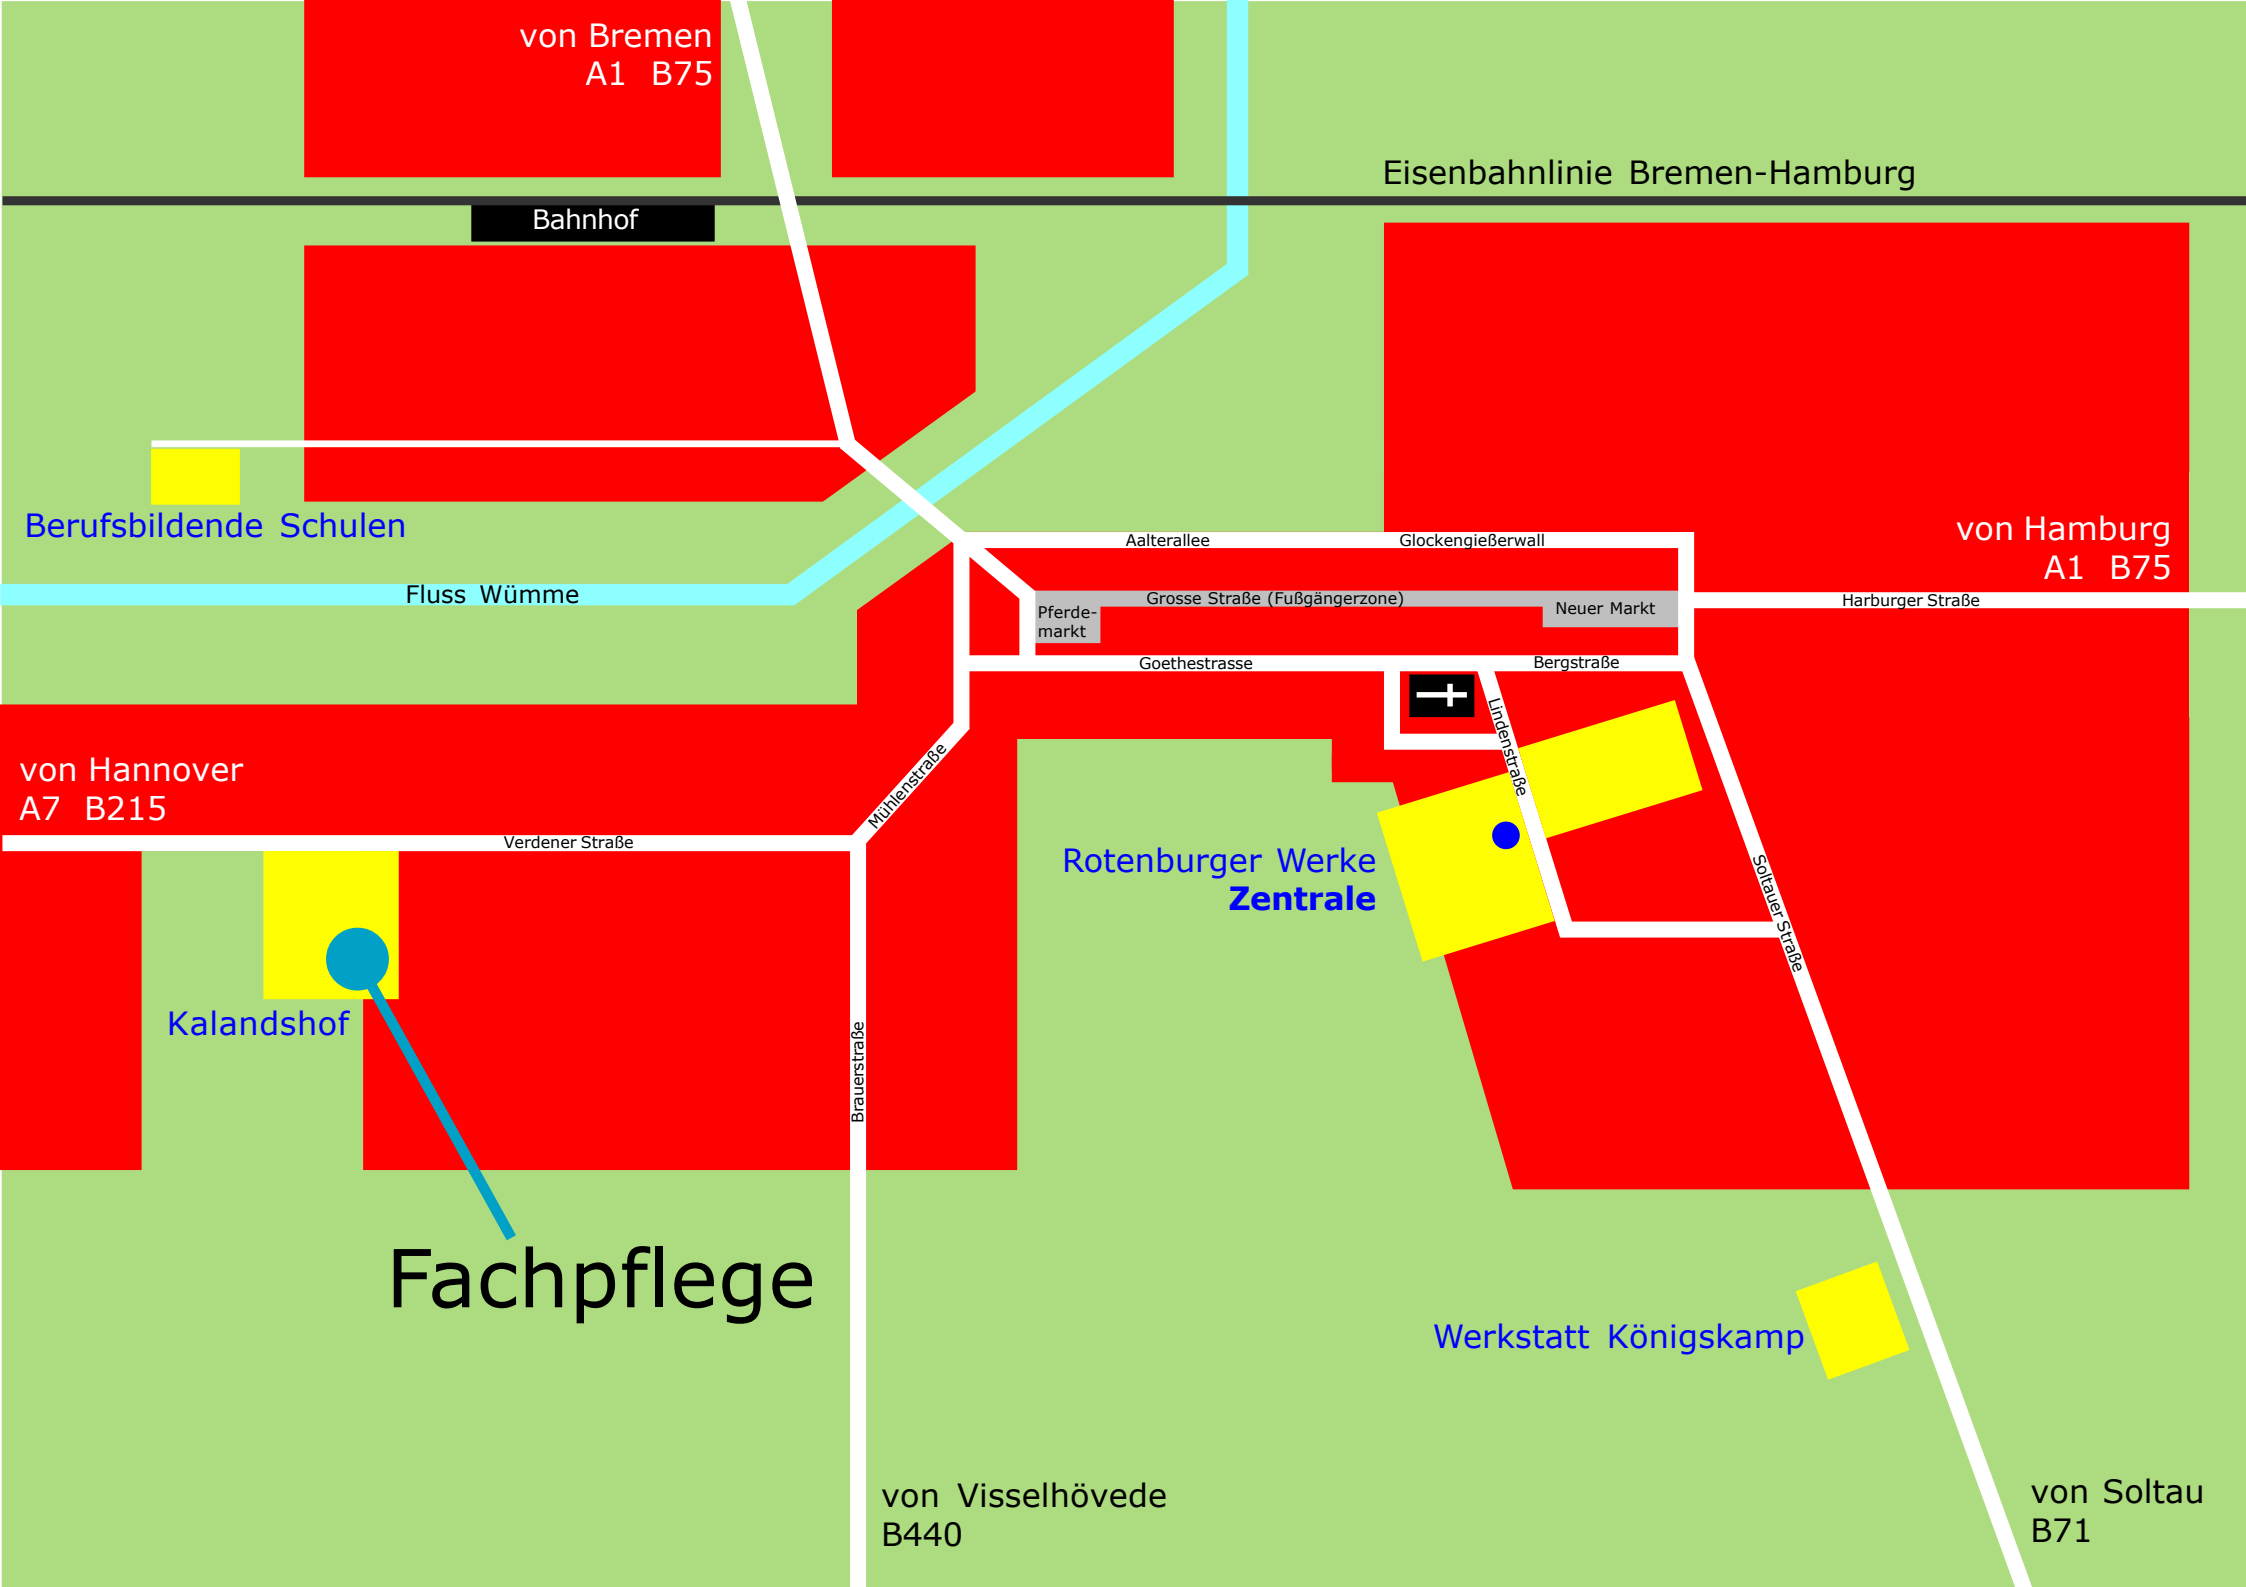 von Bremen
A1 B75
Eisenbahnlinie Bremen-Hamburg
Bahnhof
Berufsbildende Schulen
von Hamburg
A1 B75
Aalterallee
Glockengießerwall
Fluss Wümme
Grosse Straße (Fußgängerzone)
Pferde-
markt
Neuer Markt
Harburger Straße
Goethestrasse
Bergstraße
Lindenstraße
Mühlenstraße
von Hannover
A7 B215
Verdener Straße
Rotenburger Werke
Zentrale
Soltauer Straße
Kalandshof
Brauerstraße
Fachpflege
Werkstatt Königskamp
von Visselhövede
B440
von Soltau
B71